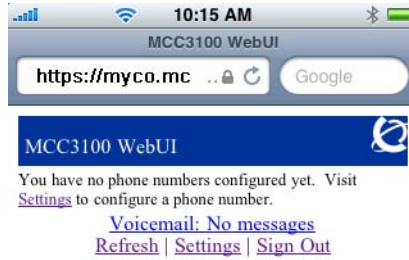 10:15 AM
MCC3100 WebUI
https://myco.mc ..
Google
MCC3100 WebUI
You have no phone numbers configured yet. Visit
Settings to configure a phone number.
Voicemail: No messages
Refresh | Settings | Sign Out